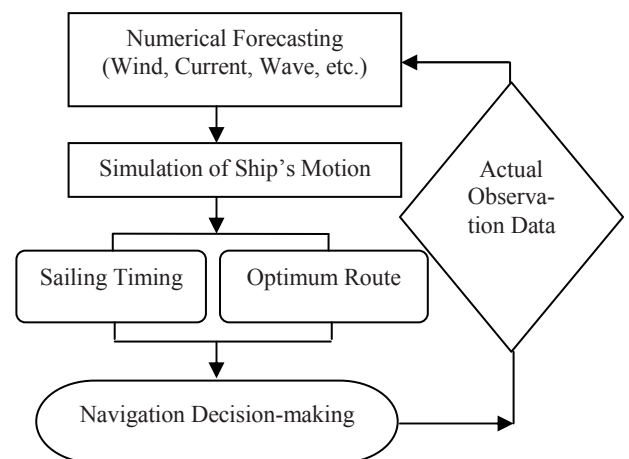 Numerical Forecasting
(Wind, Current, Wave, etc.)
Simulation of Ship's Motion
Actual
Observa-
tion Data
Sailing Timing
Optimum Route
Navigation Decision-making